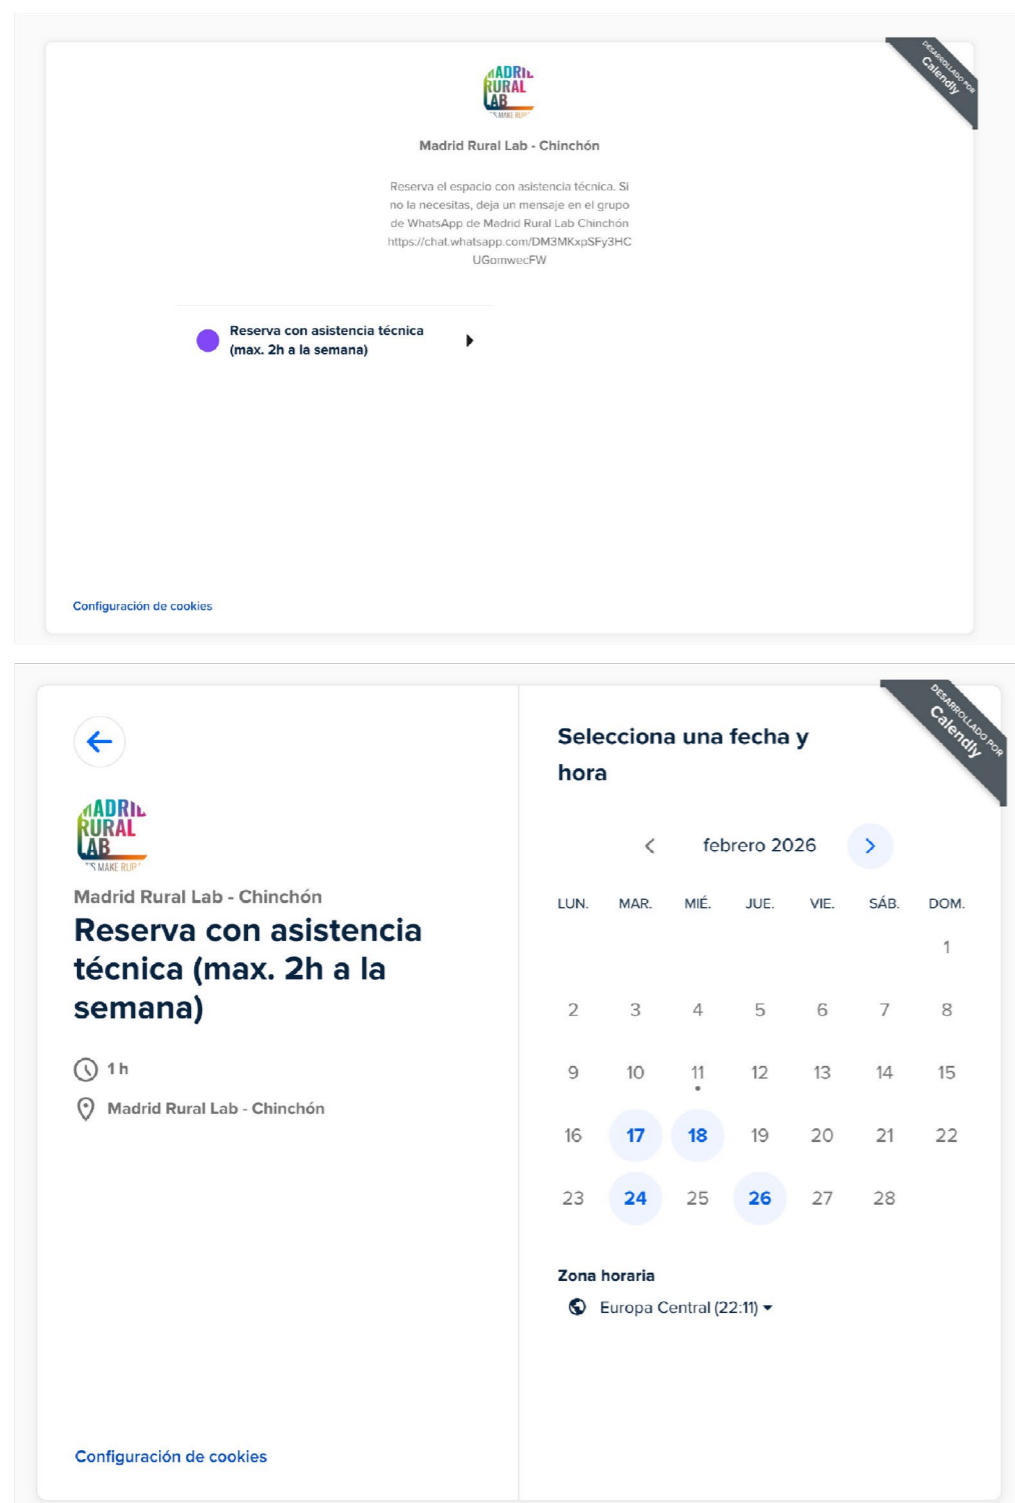 DESARROLLADO POR
Calendly
MADRIL
RURAL
LAB
'S MAKE RUR
Madrid Rural Lab - Chinchón
Reserva el espacio con asistencia técnica. Si
no la necesitas, deja un mensaje en el grupo
de WhatsApp de Madrid Rural Lab Chinchón
https://chat.whatsapp.com/DM3MKxpSFy3HC
UGomwecFW
Reserva con asistencia técnica
(max. 2h a la semana)
Configuración de cookies
DESARROLLADO POR
Calendly
MADRIL
RURAL
LAB
'S MAKE RUR
Madrid Rural Lab - Chinchón
Reserva con asistencia
técnica (max. 2h a la
semana)
1 h
Madrid Rural Lab - Chinchón
Configuración de cookies
Selecciona una fecha y
hora
< febrero 2026 >
LUN. MAR. MIÉ. JUE. VIE. SÁB. DOM.
1
2 3 4 5 6 7 8
9 10 11 12 13 14 15
16 17 18 19 20 21 22
23 24 25 26 27 28
Zona horaria
Europa Central (22:11)